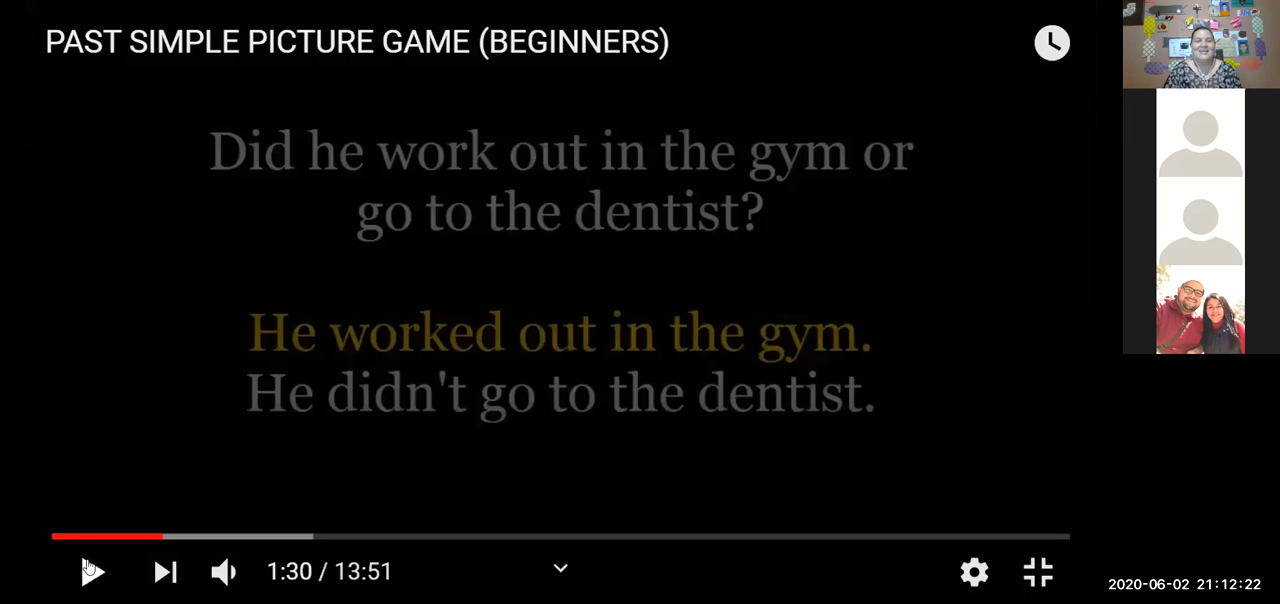 PAST SIMPLE PICTURE GAME (BEGINNERS)
Did he work out in the gym or
go to the dentist?
He worked out in the gym.
He didn't go to the dentist.
1:30 / 13:51
2020-06-02 21:12:22